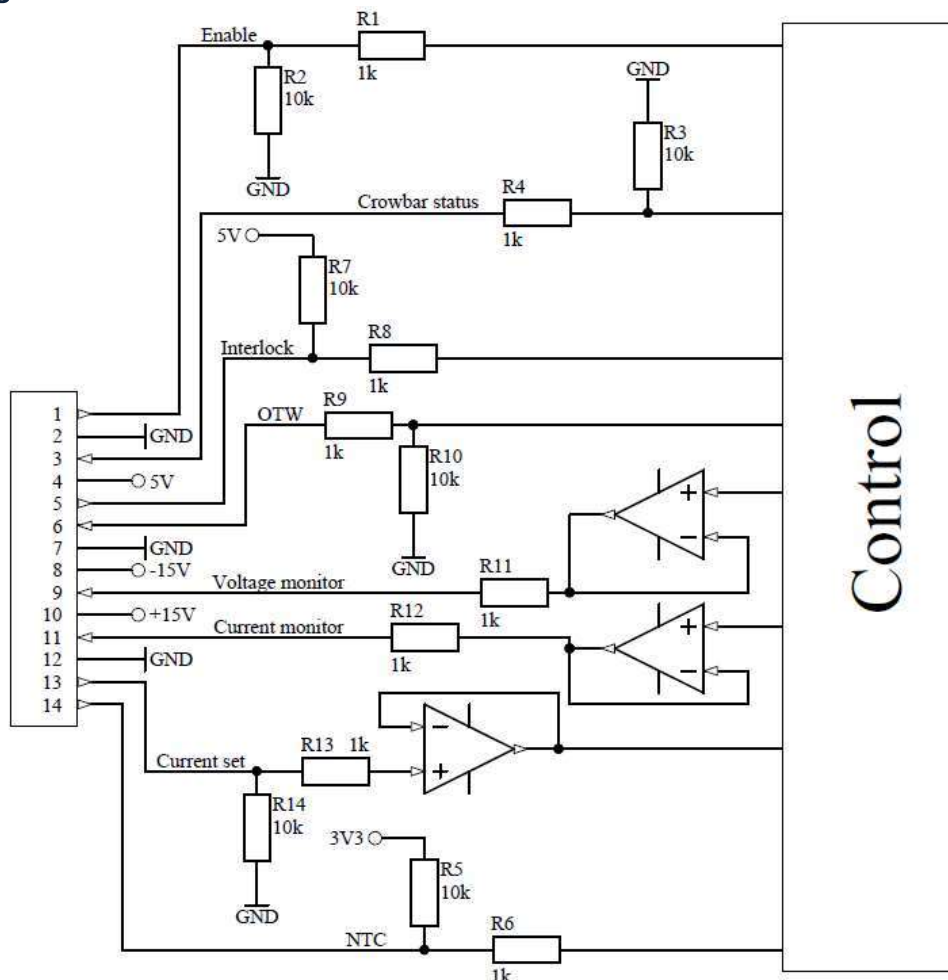 R1
Enable
1k
R2
10k
GND
GND
R3
10k
R4
Crowbar status
1k
5V
R7
10k
R8
Interlock
1k
R9
OTW
1k
R10
10k
GND
1
2
GND
3
4
5V
5
6
7
GND
8
-15V
9
Voltage monitor
R11
1k
10
+15V
11
Current monitor
R12
1k
12
GND
13
14
+
−
+
−
Current set
R13 1k
−
+
R14
10k
GND
3V3
R5
10k
NTC
R6
1k
Control